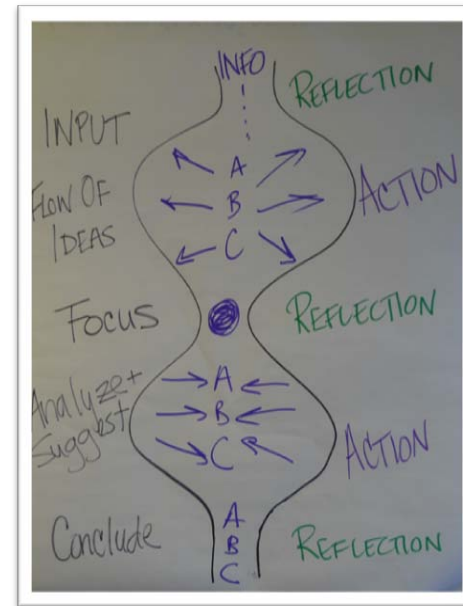 INFO
REFLECTION
INPUT
A
FLOW OF
B
ACTION
IDEAS
C
FOCUS
REFLECTION
Analyze +
A
Suggest
B
C
ACTION
A
Conclude
B
REFLECTION
C